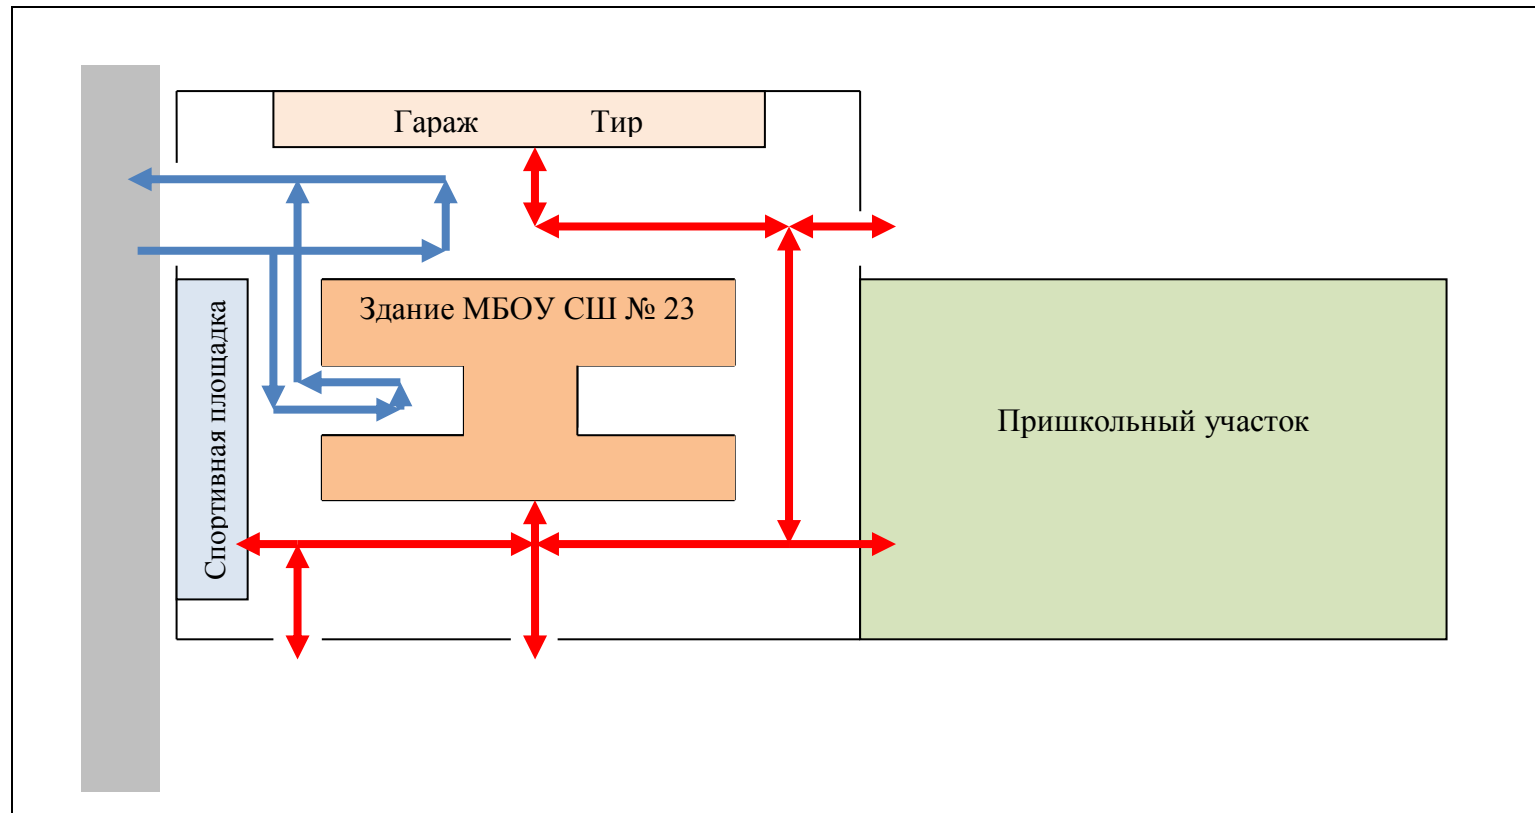 Гараж Тир
Здание МБОУ СШ № 23
Спортивная площадка
Пришкольный участок